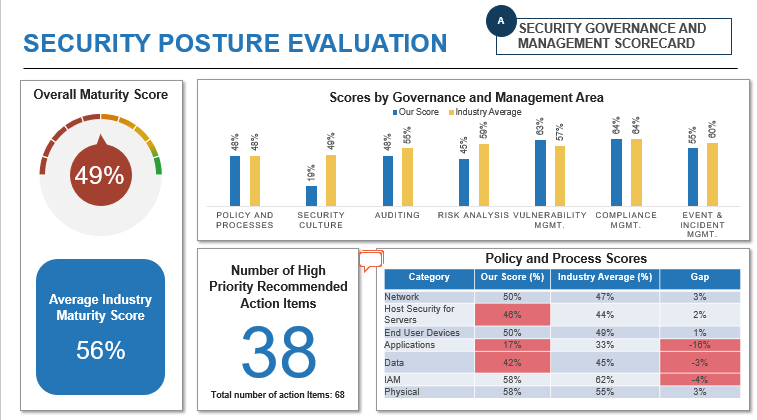 SECURITY POSTURE EVALUATION
A
SECURITY GOVERNANCE AND
MANAGEMENT SCORECARD
Overall Maturity Score
49%
Average Industry
Maturity Score
56%
Scores by Governance and Management Area
Our Score Industry Average
48% 48% 19% 49% 48% 55% 45% 59% 63% 57% 64% 64% 55% 60%
POLICY AND PROCESSES
SECURITY CULTURE
AUDITING
RISK ANALYSIS
VULNERABILITY MGMT.
COMPLIANCE MGMT.
EVENT & INCIDENT MGMT.
Number of High
Priority Recommended
Action Items
38
Total number of action Items: 68
Policy and Process Scores
Category Our Score (%) Industry Average (%) Gap
Network 50% 47% 3%
Host Security for
Servers 46% 44% 2%
End User Devices 50% 49% 1%
Applications 17% 33% -16%
Data 42% 45% -3%
IAM 58% 62% -4%
Physical 58% 55% 3%